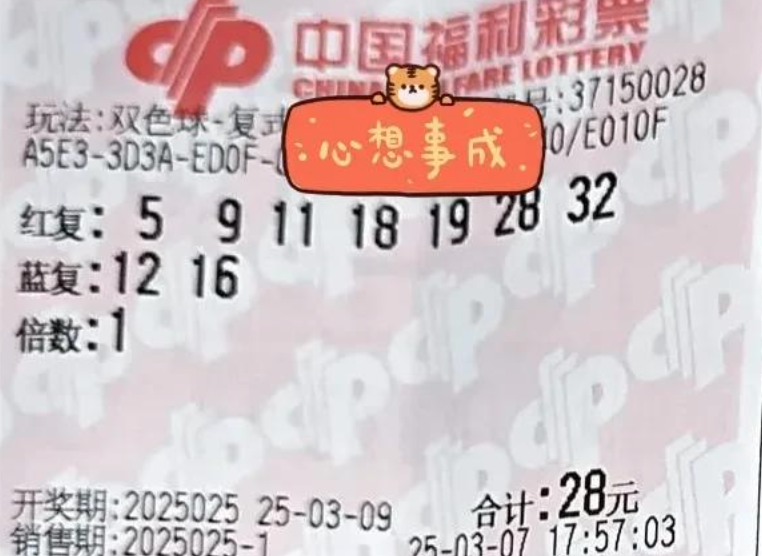 中国福利彩票
CHINA WELFARE LOTTERY
玩法:双色球-复式 号:37150028
A5E3-3D3A-ED0F- 0/E010F
心想事成
红复: 5 9 11 18 19 28 32
蓝复:12 16
倍数:1
开奖期:2025025 25-03-09 合计:28元
销售期:2025025-1 25-03-07 17:57:03